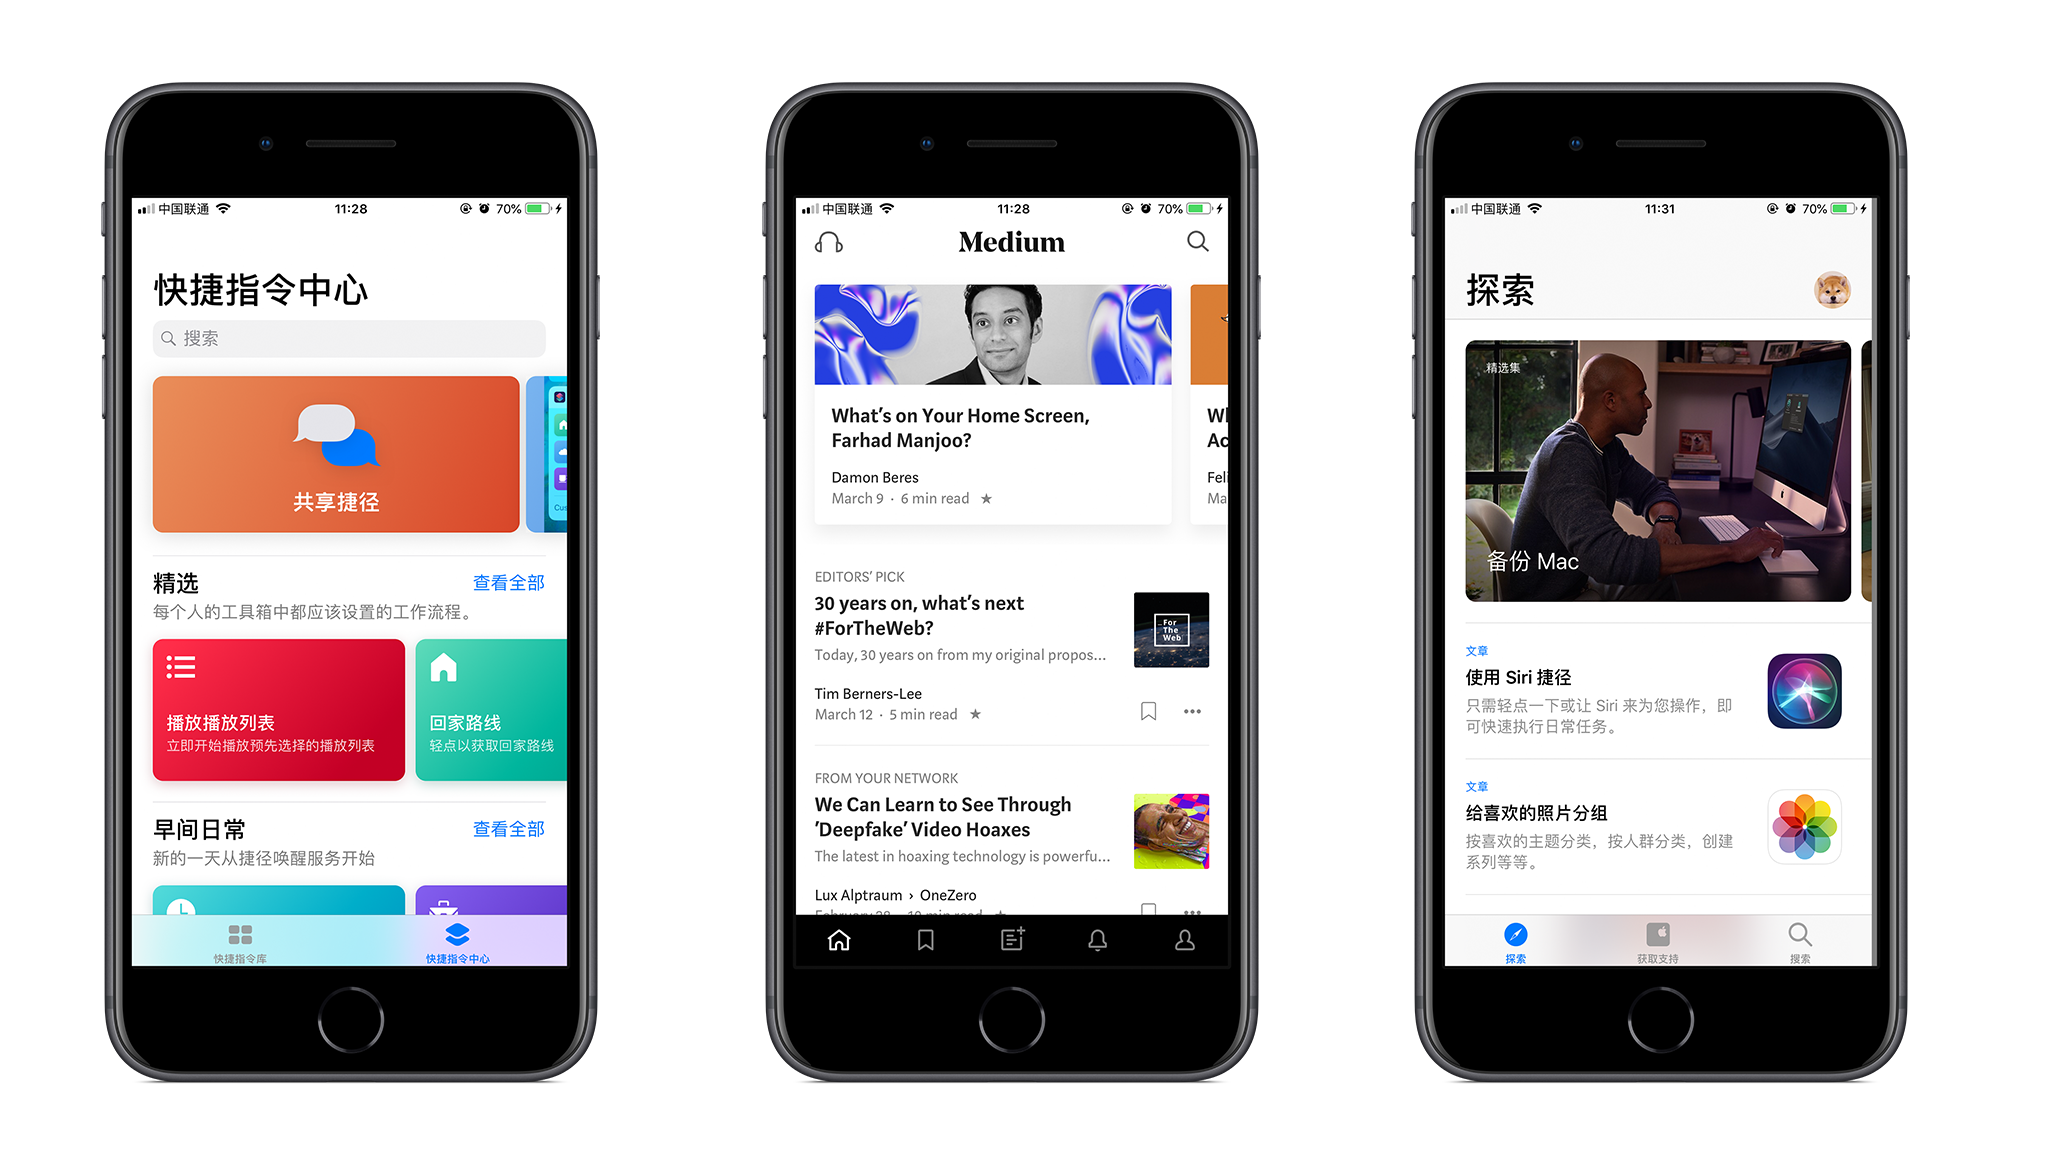 中国联通
11:28
70%
快捷指令中心
搜索
共享捷径
Cus
精选
查看全部
每个人的工具箱中都应该设置的工作流程。
播放播放列表
立即开始播放预先选择的播放列表
回家路线
轻点以获取回家路线
早间日常
查看全部
新的一天从捷径唤醒服务开始
快捷指令库
快捷指令中心
中国联通
11:28
70%
Medium
What's on Your Home Screen,
Farhad Manjoo?
Damon Beres
March 9 · 6 min read ★
Wl
Ac
Feli
Ma
EDITORS' PICK
30 years on, what's next
#ForTheWeb?
Today, 30 years on from my original propos...
For
The
Web
Tim Berners-Lee
March 12 · 5 min read ★
FROM YOUR NETWORK
We Can Learn to See Through
'Deepfake' Video Hoaxes
The latest in hoaxing technology is powerfu...
Lux Alptraum › OneZero
February 28 · 10 min read ★
中国联通
11:31
70%
探索
精选集
备份 Mac
文章
使用 Siri 捷径
只需轻点一下或让 Siri 来为您操作，即
可快速执行日常任务。
文章
给喜欢的照片分组
按喜欢的主题分类，按人群分类，创建
系列等等。
探索
获取支持
搜索